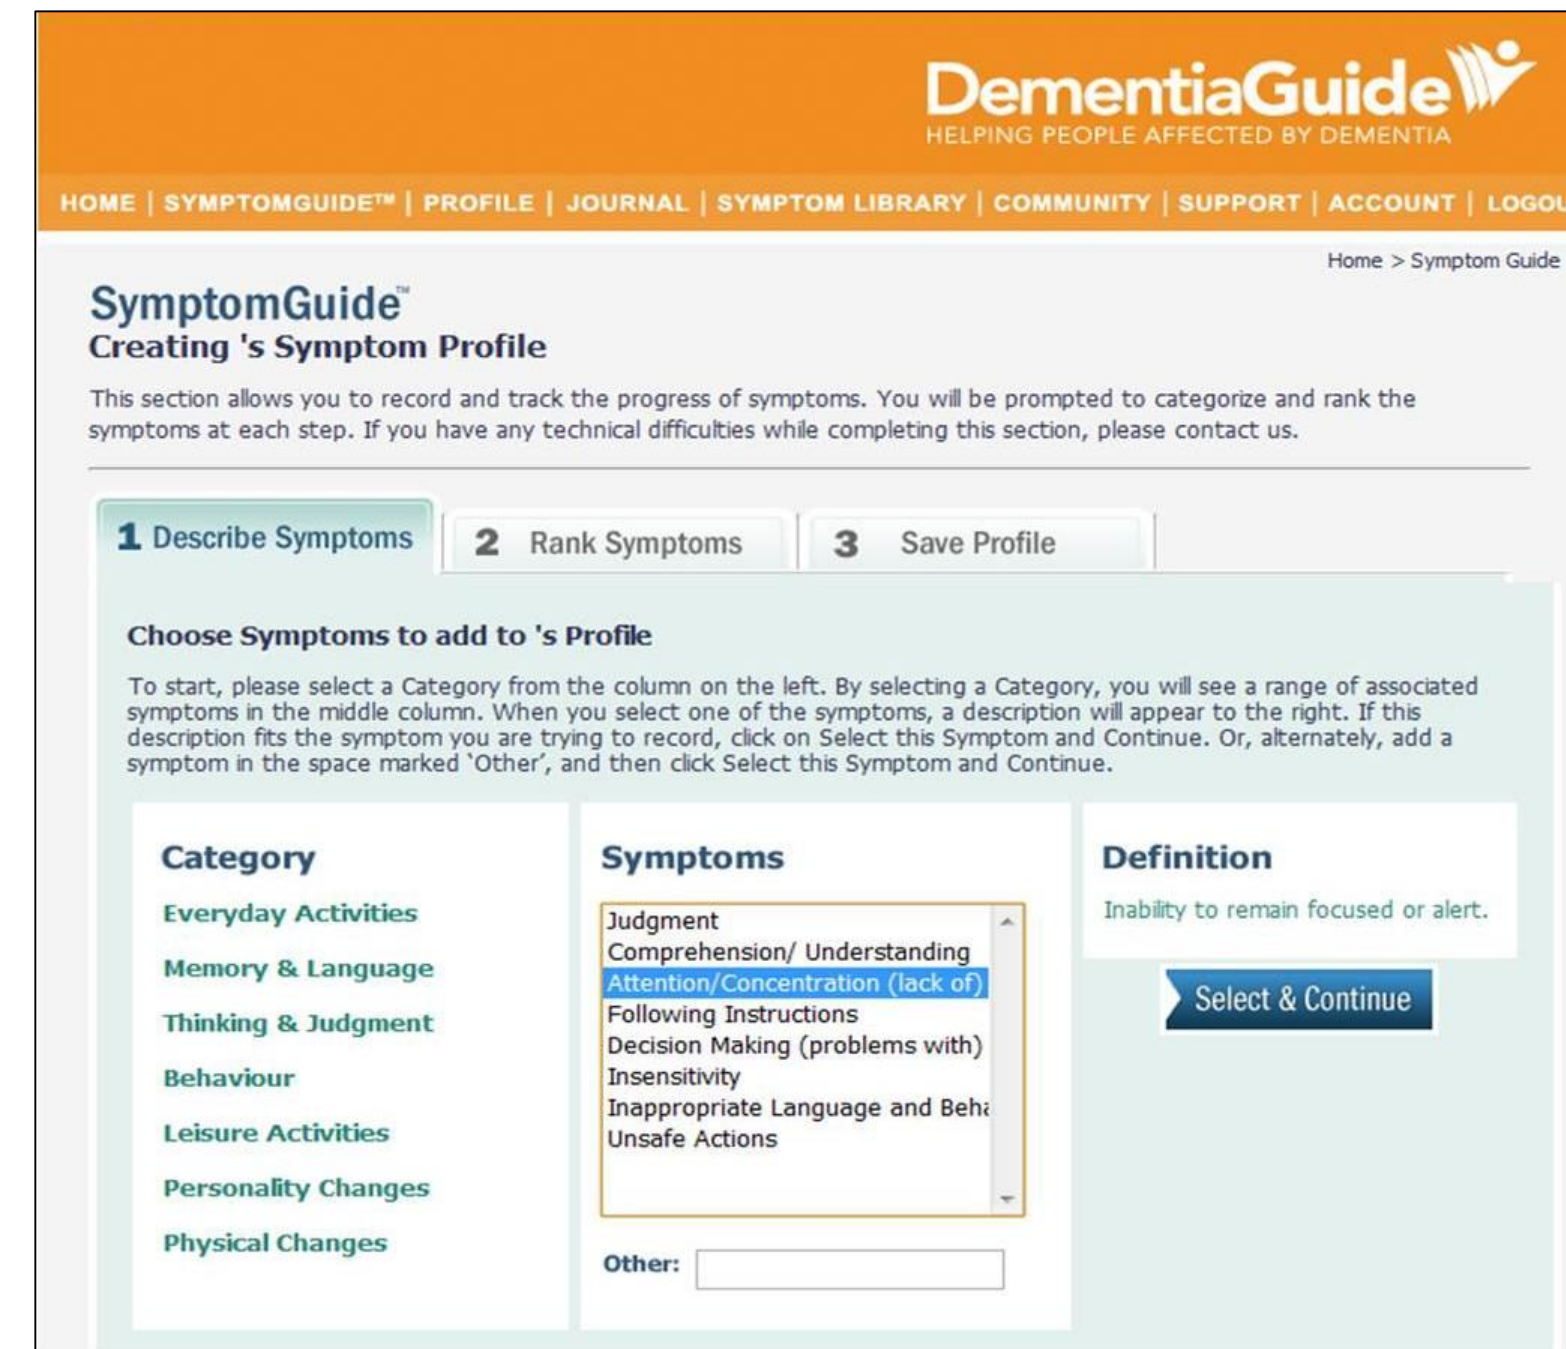 DementiaGuide
HELPING PEOPLE AFFECTED BY DEMENTIA
HOME | SYMPTOMGUIDE™ | PROFILE | JOURNAL | SYMPTOM LIBRARY | COMMUNITY | SUPPORT | ACCOUNT | LOGOU
Home > Symptom Guide
SymptomGuide™
Creating 's Symptom Profile
This section allows you to record and track the progress of symptoms. You will be prompted to categorize and rank the
symptoms at each step. If you have any technical difficulties while completing this section, please contact us.
1 Describe Symptoms
2 Rank Symptoms
3 Save Profile
Choose Symptoms to add to 's Profile
To start, please select a Category from the column on the left. By selecting a Category, you will see a range of associated
symptoms in the middle column. When you select one of the symptoms, a description will appear to the right. If this
description fits the symptom you are trying to record, click on Select this Symptom and Continue. Or, alternately, add a
symptom in the space marked `Other', and then click Select this Symptom and Continue.
Category
Everyday Activities
Memory & Language
Thinking & Judgment
Behaviour
Leisure Activities
Personality Changes
Physical Changes
Symptoms
Judgment
Comprehension/ Understanding
Attention/Concentration (lack of)
Following Instructions
Decision Making (problems with)
Insensitivity
Inappropriate Language and Beha
Unsafe Actions
Other:
Definition
Inability to remain focused or alert.
Select & Continue